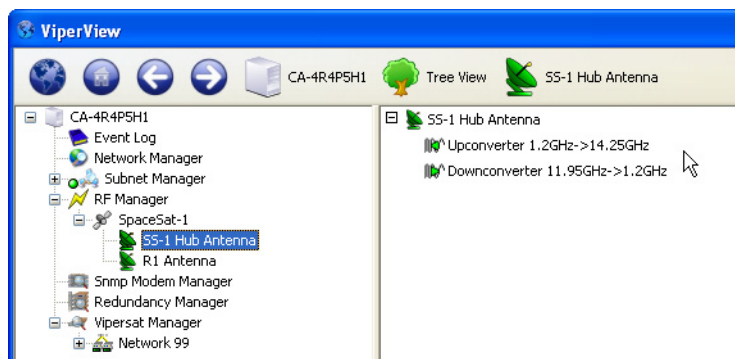 ViperView
CA-4R4P5H1 Tree View SS-1 Hub Antenna
CA-4R4P5H1
Event Log
Network Manager
Subnet Manager
RF Manager
SpaceSat-1
SS-1 Hub Antenna
R1 Antenna
Snmp Modem Manager
Redundancy Manager
Vipersat Manager
Network 99
SS-1 Hub Antenna
Upconverter 1.2GHz->14.25GHz
Downconverter 11.95GHz->1.2GHz